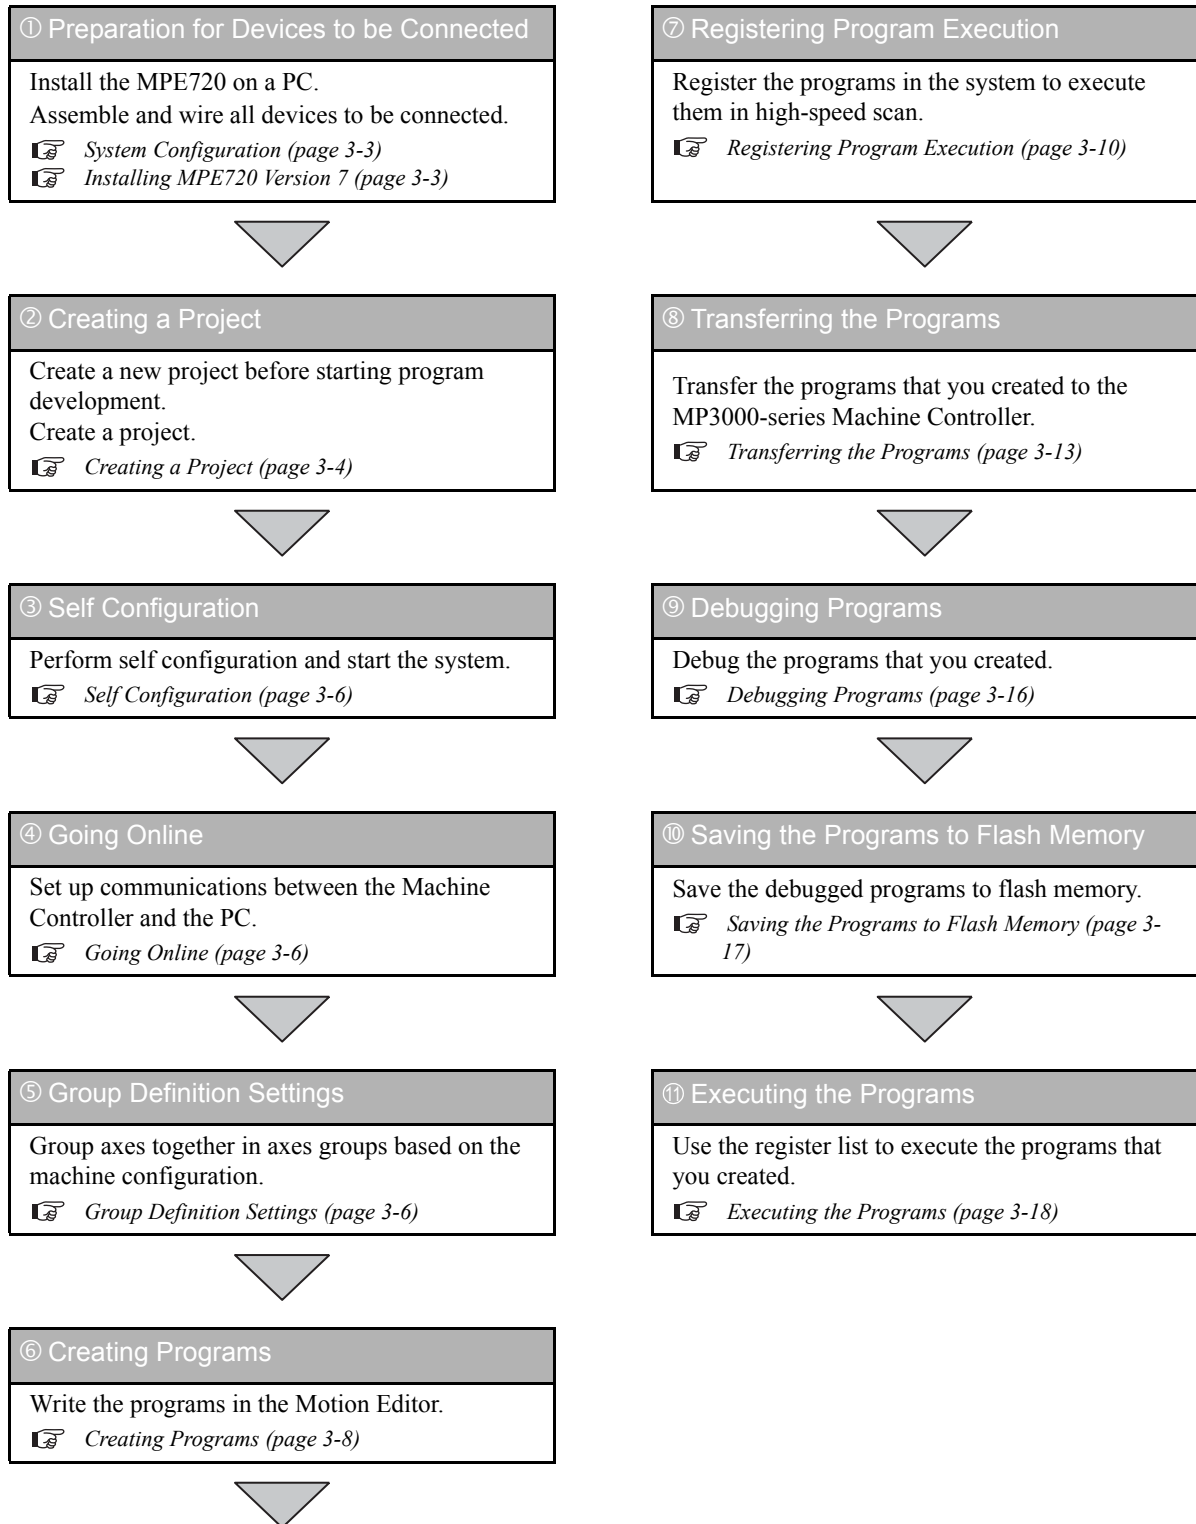 ① Preparation for Devices to be Connected
Install the MPE720 on a PC.
Assemble and wire all devices to be connected.
System Configuration (page 3-3)
Installing MPE720 Version 7 (page 3-3)
② Creating a Project
Create a new project before starting program
development.
Create a project.
Creating a Project (page 3-4)
③ Self Configuration
Perform self configuration and start the system.
Self Configuration (page 3-6)
④ Going Online
Set up communications between the Machine
Controller and the PC.
Going Online (page 3-6)
⑤ Group Definition Settings
Group axes together in axes groups based on the
machine configuration.
Group Definition Settings (page 3-6)
⑥ Creating Programs
Write the programs in the Motion Editor.
Creating Programs (page 3-8)
⑦ Registering Program Execution
Register the programs in the system to execute
them in high-speed scan.
Registering Program Execution (page 3-10)
⑧ Transferring the Programs
Transfer the programs that you created to the
MP3000-series Machine Controller.
Transferring the Programs (page 3-13)
⑨ Debugging Programs
Debug the programs that you created.
Debugging Programs (page 3-16)
⑩ Saving the Programs to Flash Memory
Save the debugged programs to flash memory.
Saving the Programs to Flash Memory (page 3-
17)
⑪ Executing the Programs
Use the register list to execute the programs that
you created.
Executing the Programs (page 3-18)